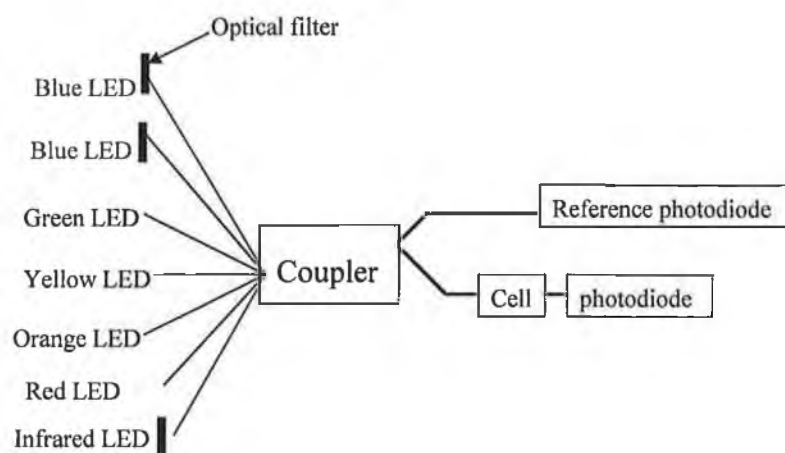 Optical filter
Blue LED
Blue LED
Green LED
Yellow LED
Orange LED
Red LED
Infrared LED
Coupler
Reference photodiode
Cell
photodiode